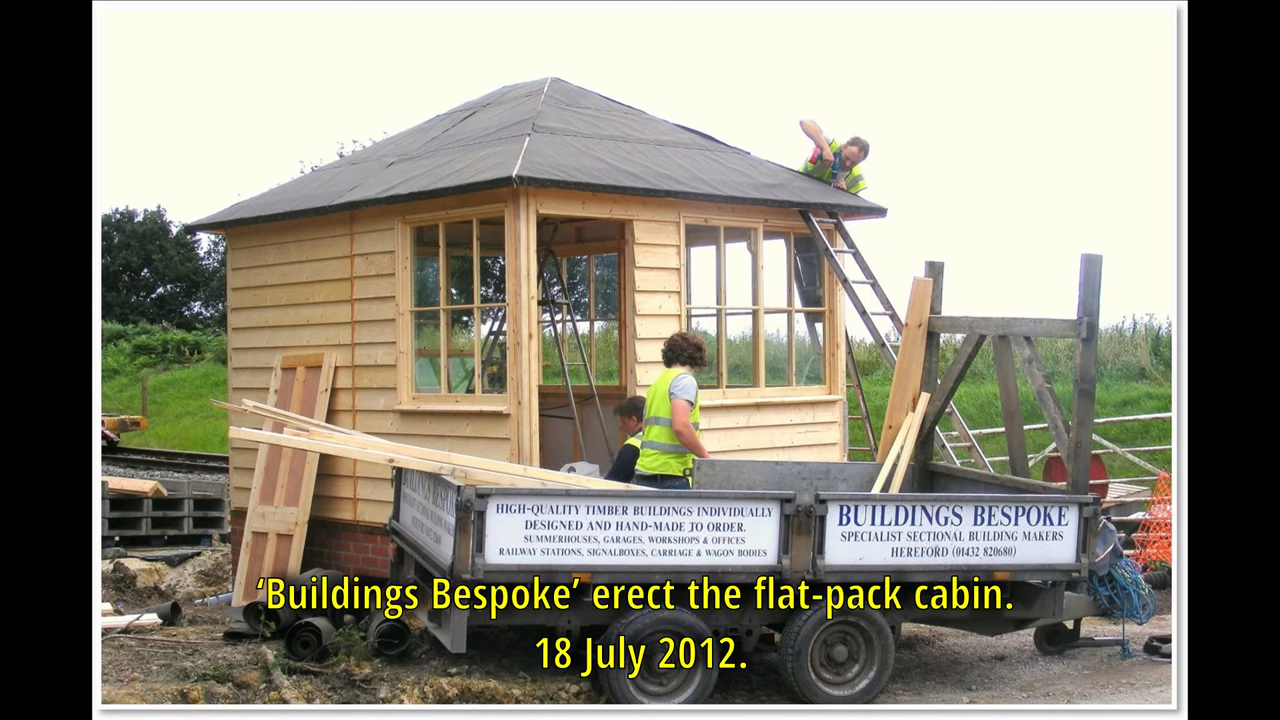 HIGH-QUALITY TIMBER BUILDINGS INDIVIDUALLY
DESIGNED AND HAND-MADE TO ORDER.
SUMMERHOUSES, GARAGES, WORKSHOPS & OFFICES
RAILWAY STATIONS, SIGNALBOXES, CARRIAGE & WAGON BODIES
BUILDINGS BESPOKE
SPECIALIST SECTIONAL BUILDING MAKERS
HEREFORD (01432 820680)
‘Buildings Bespoke’ erect the flat-pack cabin.
18 July 2012.